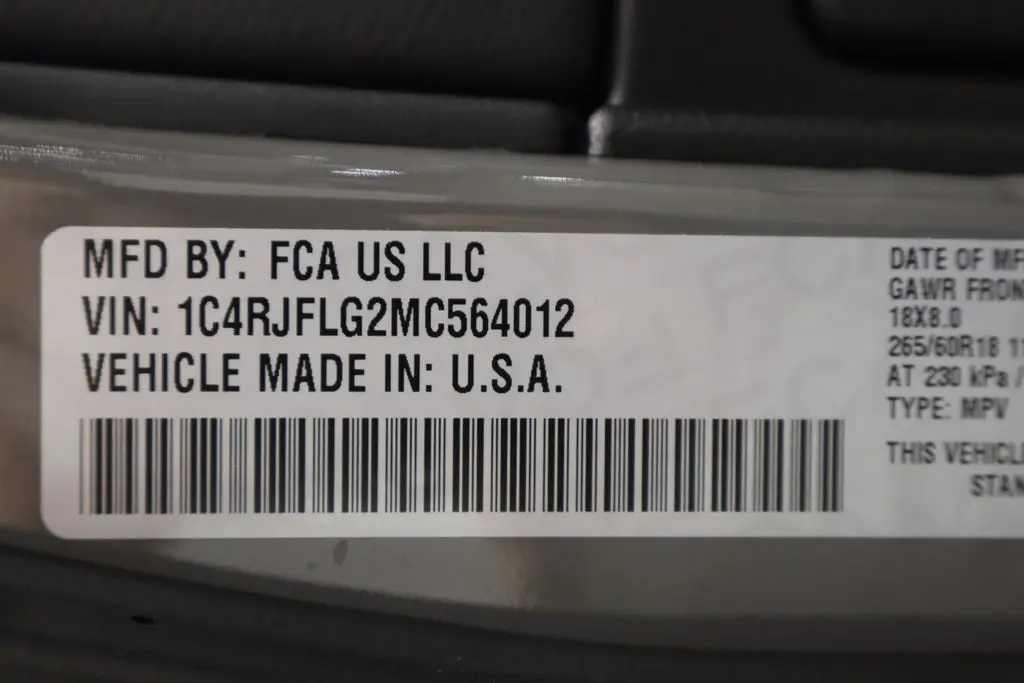 MFD BY: FCA US LLC
VIN: 1C4RJFLG2MC564012
VEHICLE MADE IN: U.S.A.
DATE OF MF
GAWR FRON
18X8.0
265/60R18 11
AT 230 kPa /
TYPE: MPV
THIS VEHICL
STAN